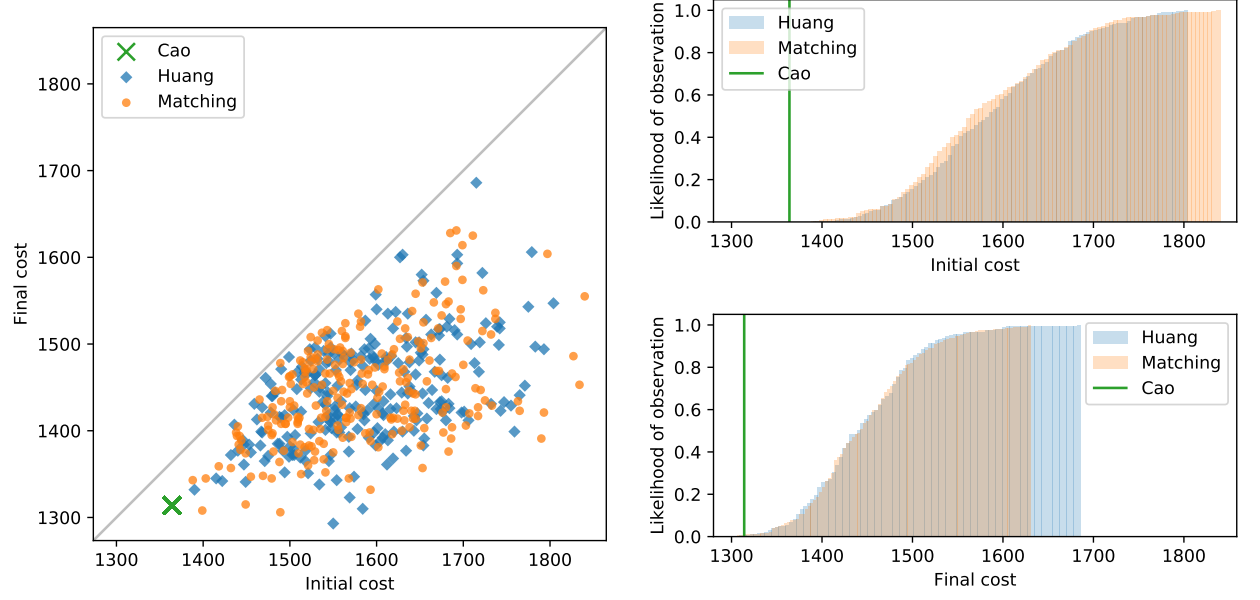 Cao
Huang
Matching
1800
1700
1600
1500
1400
1300
Final cost
1300 1400 1500 1600 1700 1800
Initial cost
Huang
Matching
Cao
1.0
0.8
0.6
0.4
0.2
0.0
Likelihood of observation
1300 1400 1500 1600 1700 1800
Initial cost
Huang
Matching
Cao
1.0
0.8
0.6
0.4
0.2
0.0
Likelihood of observation
1300 1400 1500 1600 1700 1800
Final cost